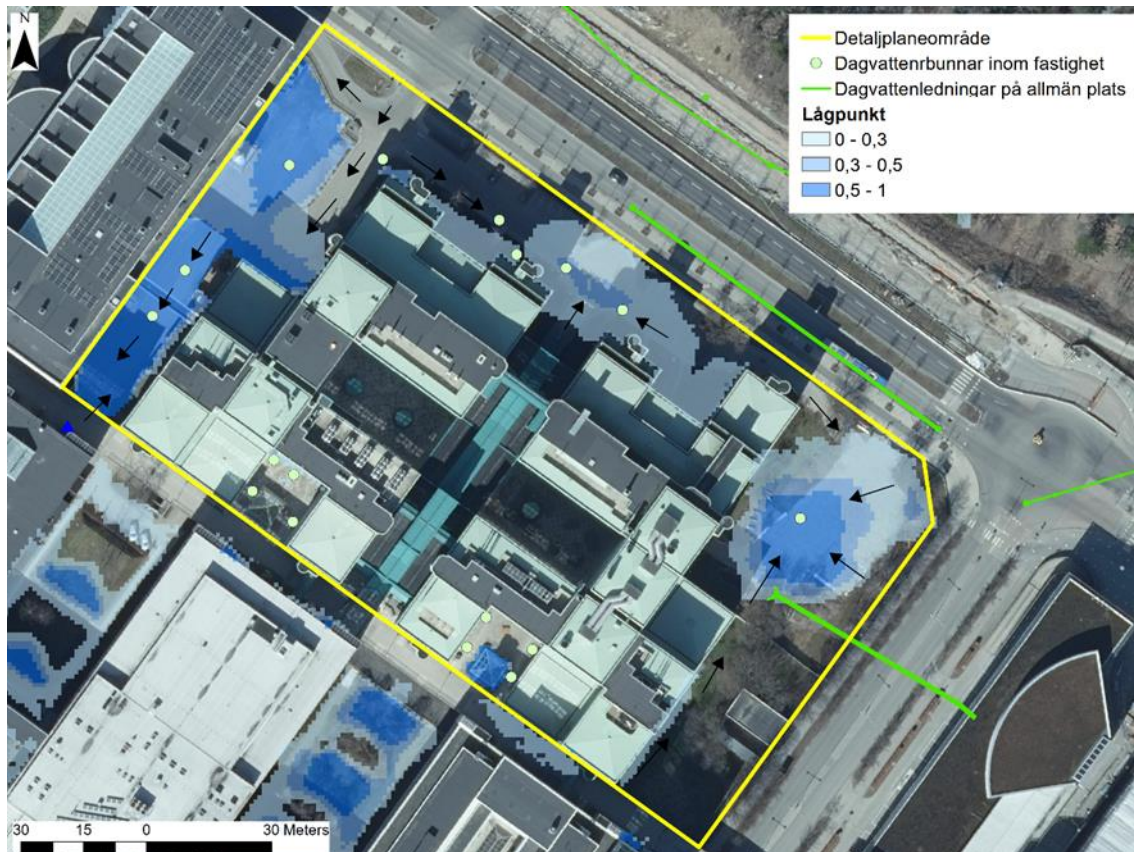 N
Detaljplaneområde
Dagvattenrbunnar inom fastighet
Dagvattenledningar på allmän plats
Lågpunkt
0 - 0,3
0,3 - 0,5
0,5 - 1
30 15 0 30 Meters